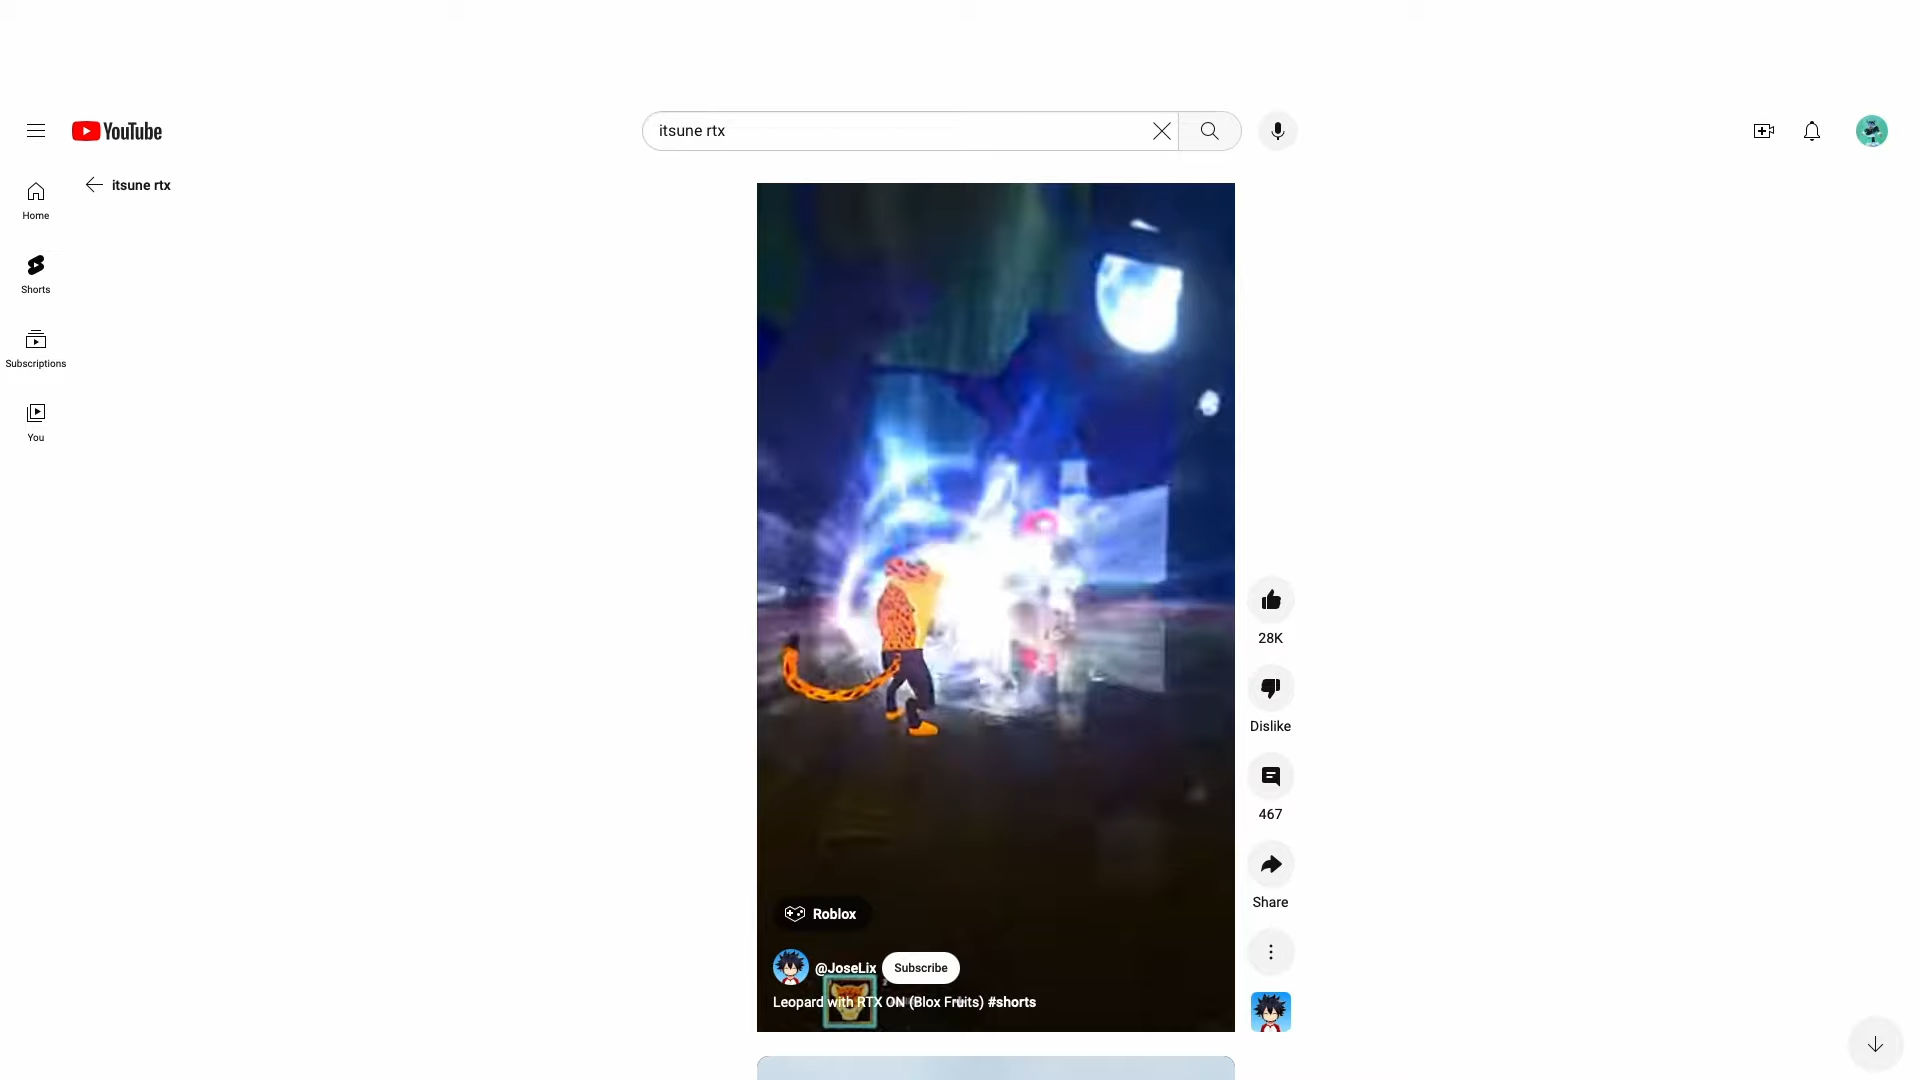 YouTube
itsune rtx
itsune rtx
Home
Shorts
Subscriptions
You
28K
Dislike
467
Share
Roblox
@JoseLix
Subscribe
Leopard with RTX ON (Blox Fruits) #shorts